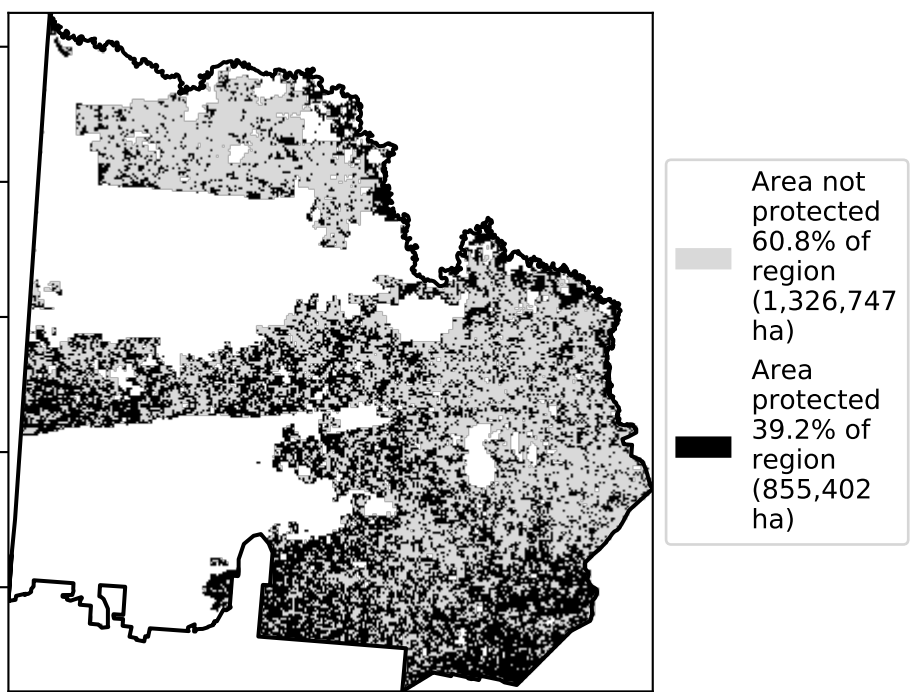 Area not
protected
60.8% of
region
(1,326,747
ha)
Area
protected
39.2% of
region
(855,402
ha)